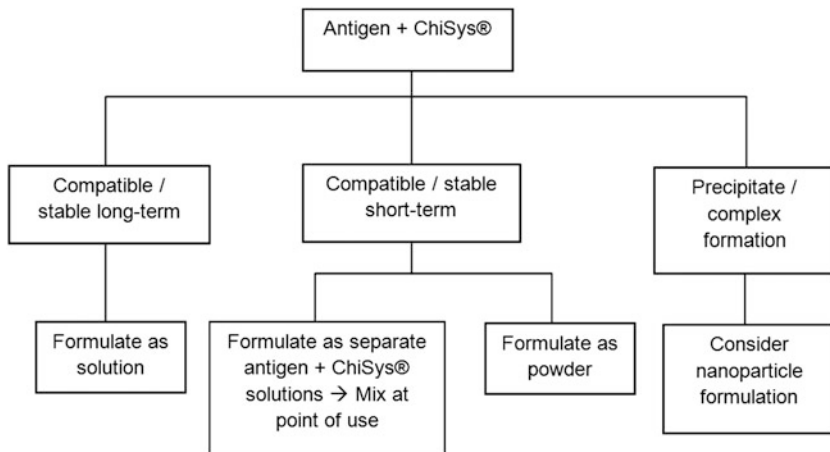 Antigen + ChiSys®
Compatible /
stable long-term
Compatible / stable
short-term
Precipitate /
complex
formation
Formulate as
solution
Formulate as separate
antigen + ChiSys®
solutions → Mix at
point of use
Formulate as
powder
Consider
nanoparticle
formulation